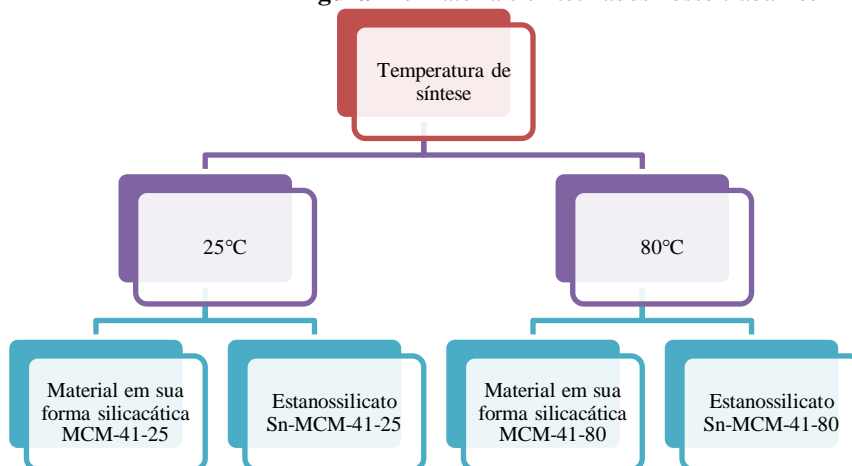 Temperatura de
síntese
25°C
80°C
Material em sua
forma silicacática
MCM-41-25
Estanossilicato
Sn-MCM-41-25
Material em sua
forma silicacática
MCM-41-80
Estanossilicato
Sn-MCM-41-80